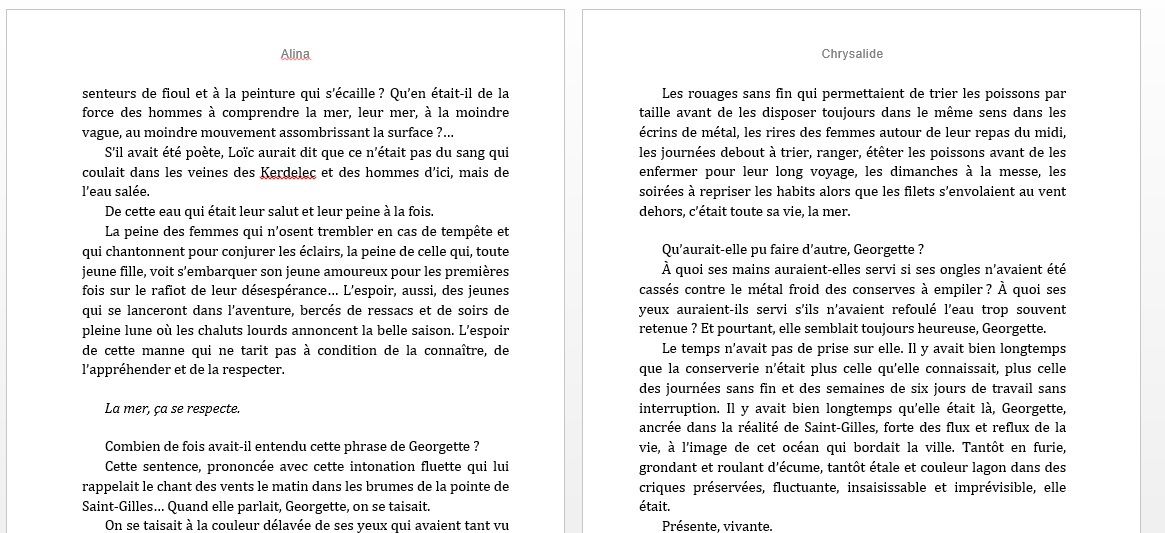 Alina
senteurs de fioul et à la peinture qui s’écaille ? Qu’en était-il de la
force des hommes à comprendre la mer, leur mer, à la moindre
vague, au moindre mouvement assombrissant la surface ?…
S’il avait été poète, Loïc aurait dit que ce n’était pas du sang qui
coulait dans les veines des Kerdelec et des hommes d’ici, mais de
l’eau salée.
De cette eau qui était leur salut et leur peine à la fois.
La peine des femmes qui n’osent trembler en cas de tempête et
qui chantonnent pour conjurer les éclairs, la peine de celle qui, toute
jeune fille, voit s’embarquer son jeune amoureux pour les premières
fois sur le rafiot de leur désespérance… L’espoir, aussi, des jeunes
qui se lanceront dans l’aventure, bercés de ressacs et de soirs de
pleine lune où les chaluts lourds annoncent la belle saison. L’espoir
de cette manne qui ne tarit pas à condition de la connaître, de
l’appréhender et de la respecter.
La mer, ça se respecte.
Combien de fois avait-il entendu cette phrase de Georgette ?
Cette sentence, prononcée avec cette intonation fluette qui lui
rappelait le chant des vents le matin dans les brumes de la pointe de
Saint-Gilles… Quand elle parlait, Georgette, on se taisait.
On se taisait à la couleur délavée de ses yeux qui avaient tant vu
Chrysalide
Les rouages sans fin qui permettaient de trier les poissons par
taille avant de les disposer toujours dans le même sens dans les
écrins de métal, les rires des femmes autour de leur repas du midi,
les journées debout à trier, ranger, étêter les poissons avant de les
enfermer pour leur long voyage, les dimanches à la messe, les
soirées à repriser les habits alors que les filets s’envolaient au vent
dehors, c’était toute sa vie, la mer.
Qu’aurait-elle pu faire d’autre, Georgette ?
À quoi ses mains auraient-elles servi si ses ongles n’avaient été
cassés contre le métal froid des conserves à empiler ? À quoi ses
yeux auraient-ils servi s’ils n’avaient refoulé l’eau trop souvent
retenue ? Et pourtant, elle semblait toujours heureuse, Georgette.
Le temps n’avait pas de prise sur elle. Il y avait bien longtemps
que la conserverie n’était plus celle qu’elle connaissait, plus celle
des journées sans fin et des semaines de six jours de travail sans
interruption. Il y avait bien longtemps qu’elle était là, Georgette,
ancrée dans la réalité de Saint-Gilles, forte des flux et reflux de la
vie, à l’image de cet océan qui bordait la ville. Tantôt en furie,
grondant et roulant d’écume, tantôt étale et couleur lagon dans des
criques préservées, fluctuante, insaisissable et imprévisible, elle
était.
Présente, vivante.